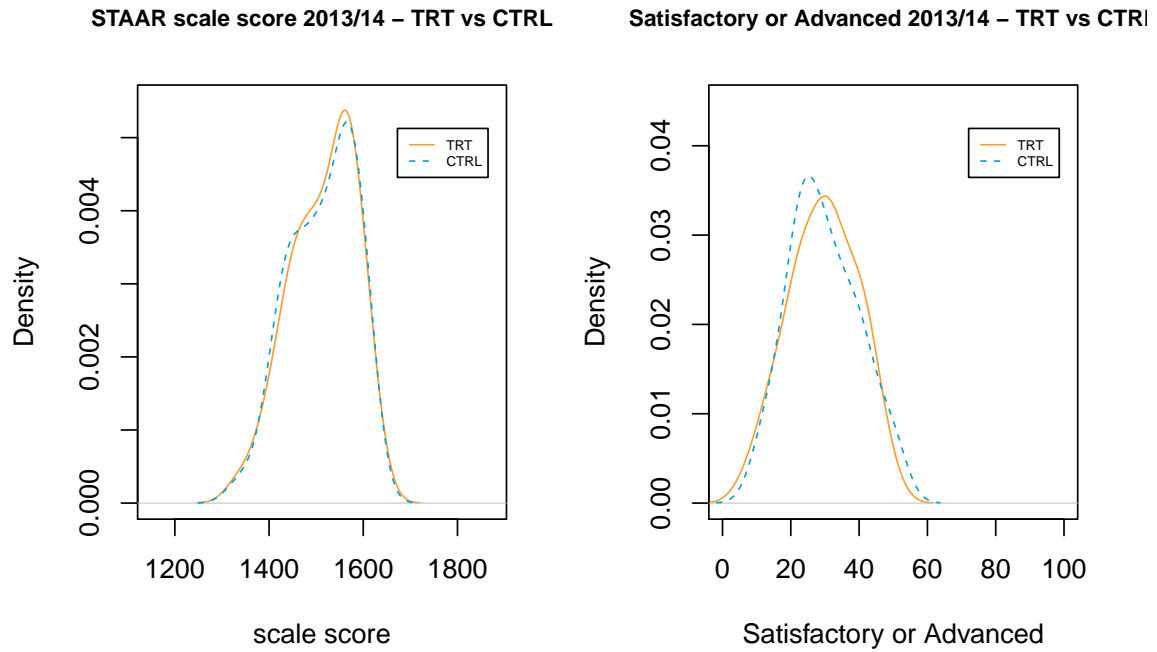 STAAR scale score 2013/14 – TRT vs CTRL
Density
0.000
0.002
0.004
TRT
CTRL
1200 1400 1600 1800
scale score
Satisfactory or Advanced 2013/14 – TRT vs CTRL
Density
0.00
0.01
0.02
0.03
0.04
TRT
CTRL
0 20 40 60 80 100
Satisfactory or Advanced